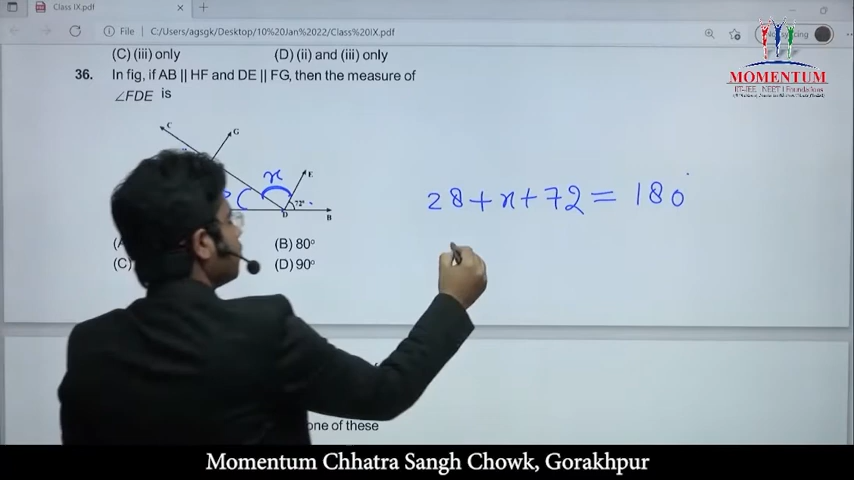 Class IX.pdf
File C:/Users/agsgk/Desktop/10%20Jan%2022/Class%20IX.pdf
MOMENTUM
(C) (iii) only (D) (ii) and (iii) only
36. In fig, if AB || HF and DE || FG, then the measure of
∠FDE is
C
G
x E
72°
D B
28+x+72=180
(B) 80°
(C) (D) 90°
one of these
Momentum Chhatra Sangh Chowk, Gorakhpur